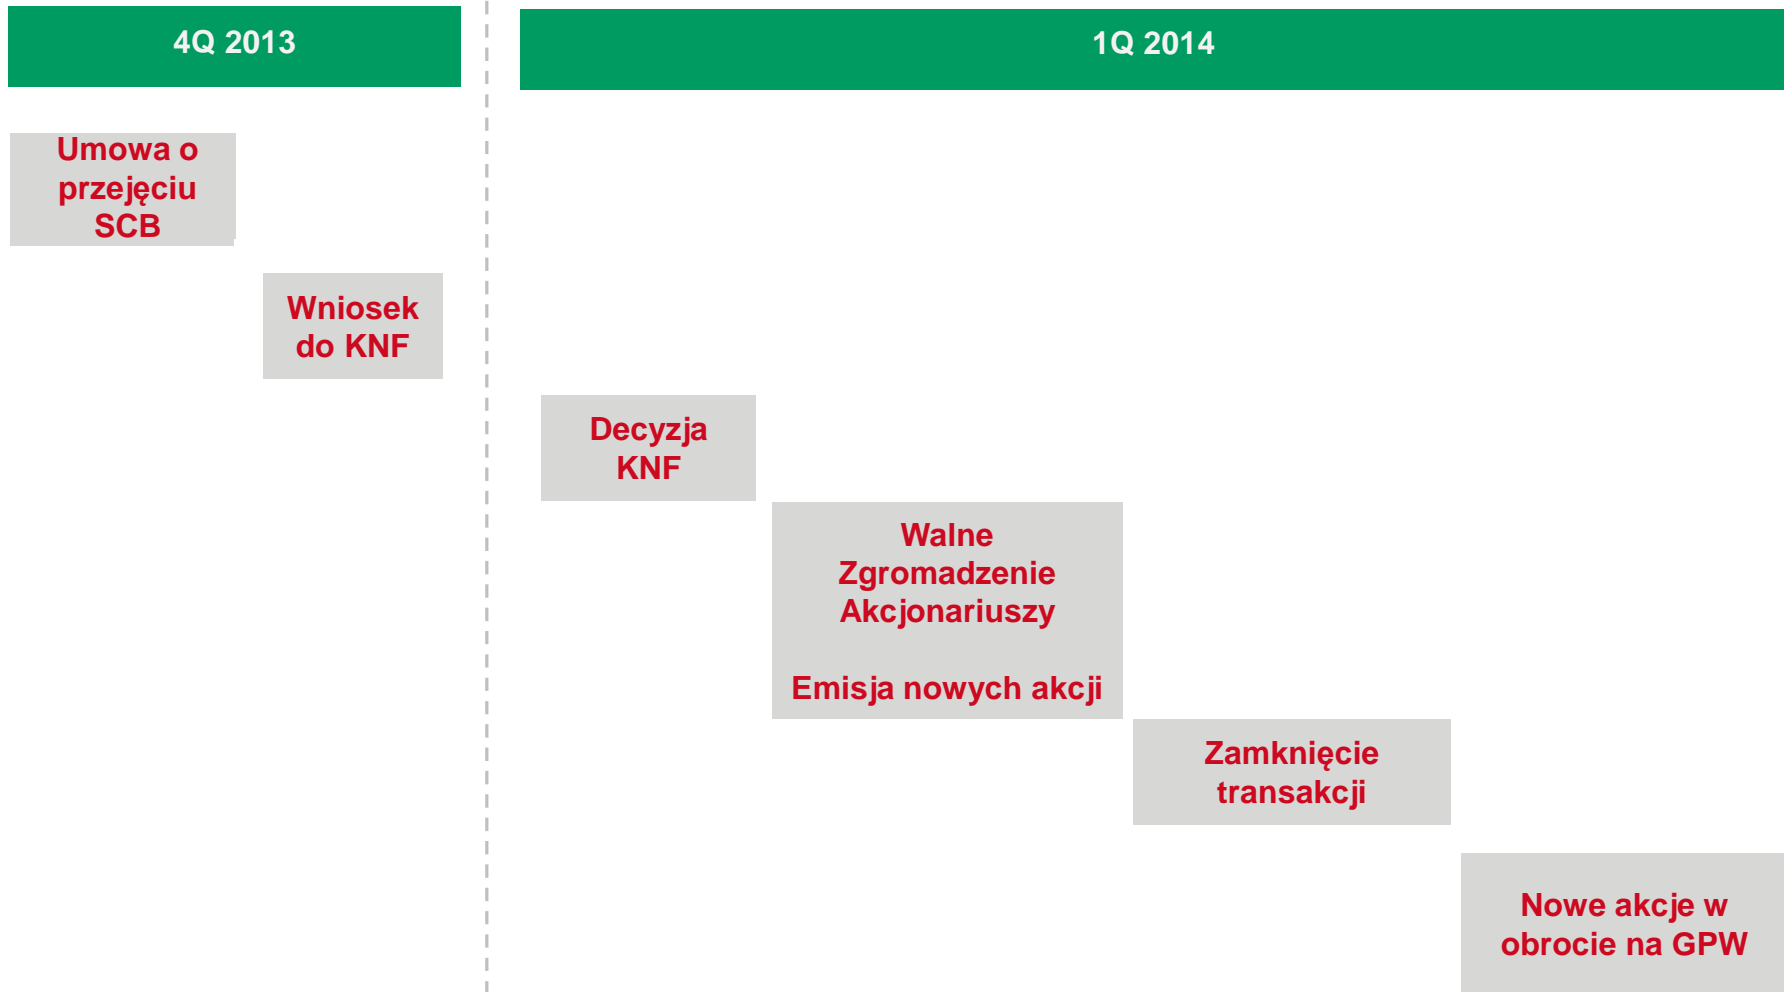 4Q 2013
1Q 2014
Umowa o
przejęciu
SCB
Wniosek
do KNF
Decyzja
KNF
Walne
Zgromadzenie
Akcjonariuszy
Emisja nowych akcji
Zamknięcie
transakcji
Nowe akcje w
obrocie na GPW